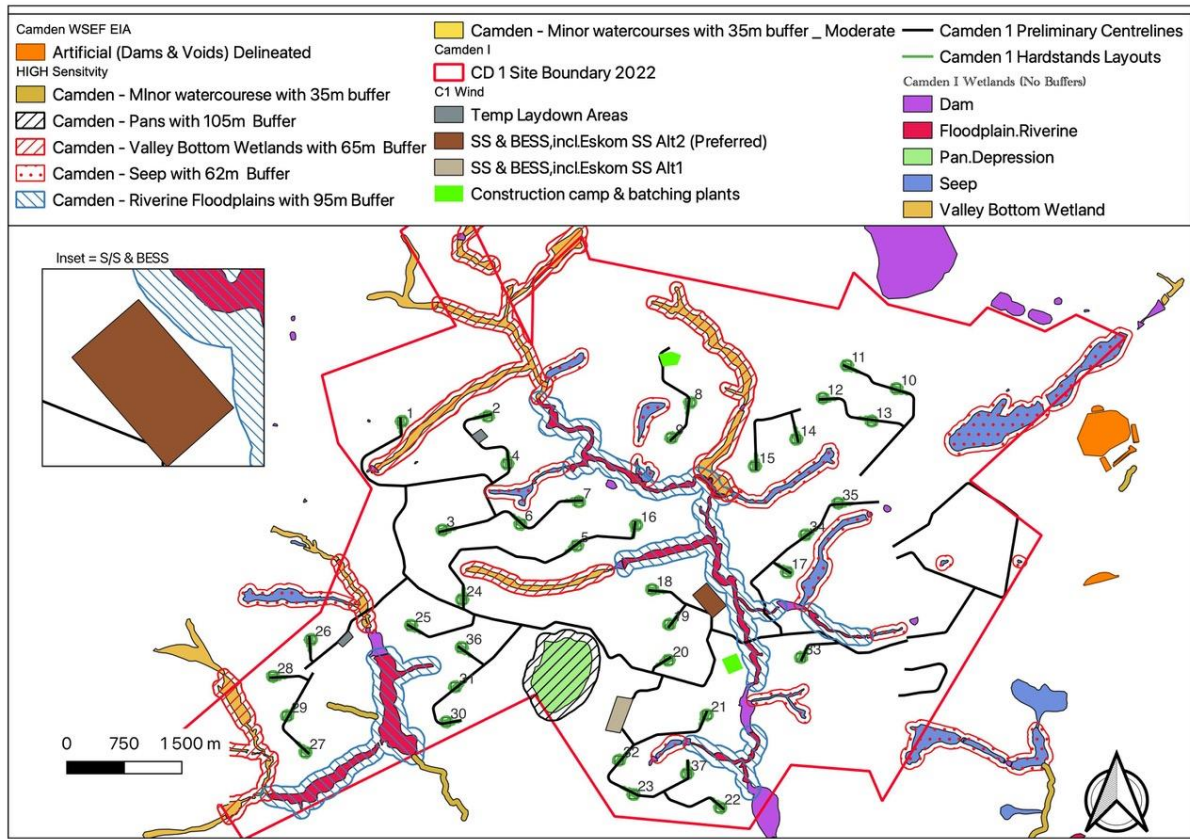 Camden WSEF EIA
Artificial (Dams & Voids) Delineated
HIGH Sensitvity
Camden - MInor watercourese with 35m buffer
Camden - Pans with 105m Buffer
Camden - Valley Bottom Wetlands with 65m Buffer
Camden - Seep with 62m Buffer
Camden - Riverine Floodplains with 95m Buffer
Camden - Minor watercourses with 35m buffer _ Moderate
Camden I
CD 1 Site Boundary 2022
C1 Wind
Temp Laydown Areas
SS & BESS,incl.Eskom SS Alt2 (Preferred)
SS & BESS,incl.Eskom SS Alt1
Construction camp & batching plants
Camden 1 Preliminary Centrelines
Camden 1 Hardstands Layouts
Camden I Wetlands (No Buffers)
Dam
Floodplain.Riverine
Pan.Depression
Seep
Valley Bottom Wetland
Inset = S/S & BESS
11
12
10
8
13
1
2
9
14
4
15
7
35
3
6
16
34
5
17
18
24
25
19
26
36
20
33
28
31
21
29
30
27
32
37
23
22
0 750 1 500 m